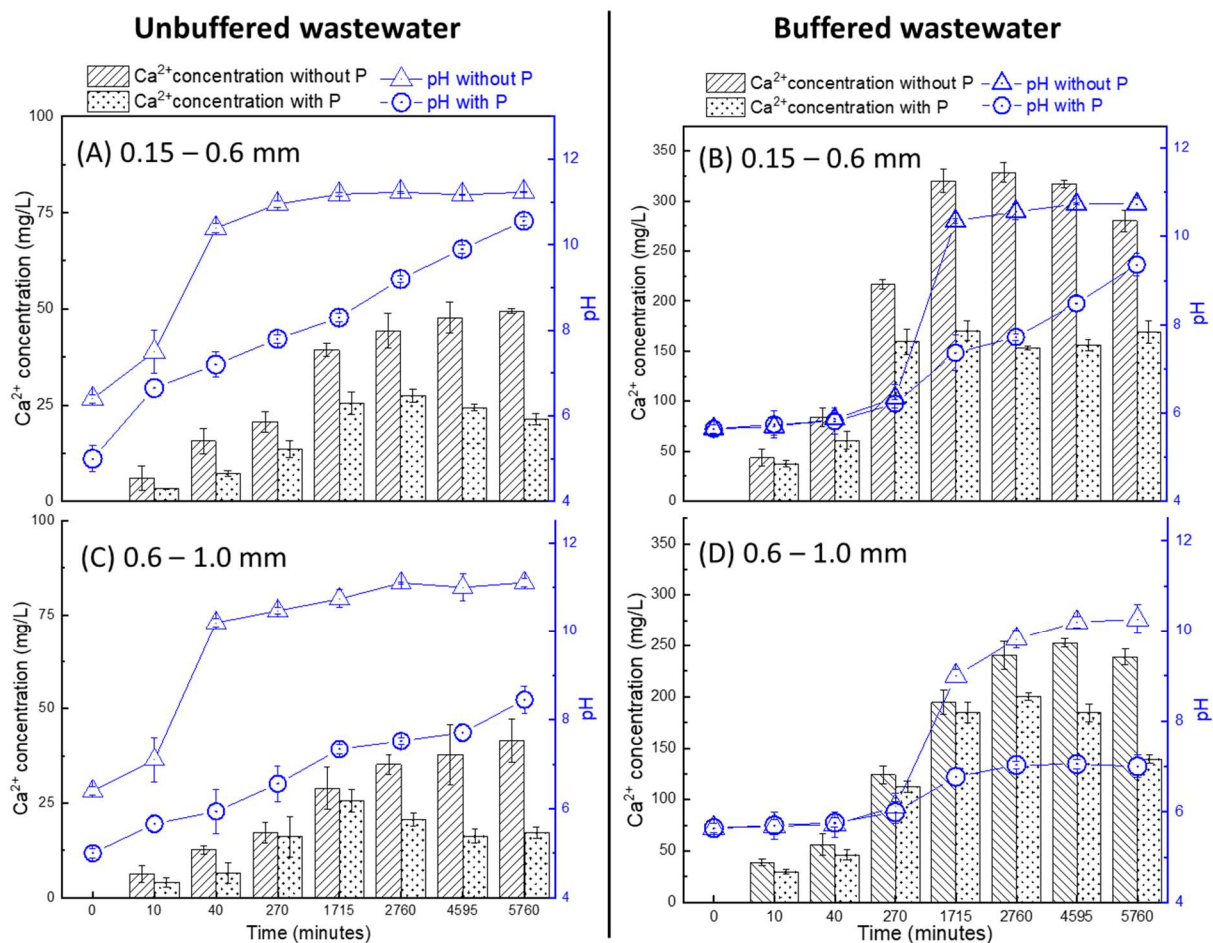 Unbuffered wastewater
Buffered wastewater
Ca²⁺concentration without P
pH without P
Ca²⁺concentration with P
pH with P
Ca²⁺ concentration without P
pH without P
Ca²⁺ concentration with P
pH with P
(A) 0.15 – 0.6 mm
100
75
50
25
0
Ca²⁺ concentration (mg/L)
12
10
8
6
4
pH
(B) 0.15 – 0.6 mm
350
300
250
200
150
100
50
0
Ca²⁺ concentration (mg/L)
12
10
8
6
4
pH
(C) 0.6 – 1.0 mm
100
75
50
25
0
Ca²⁺ concentration (mg/L)
12
10
8
6
4
pH
0 10 40 270 1715 2760 4595 5760
Time (minutes)
(D) 0.6 – 1.0 mm
350
300
250
200
150
100
50
0
Ca²⁺ concentration (mg/L)
12
10
8
6
4
pH
0 10 40 270 1715 2760 4595 5760
Time (minutes)